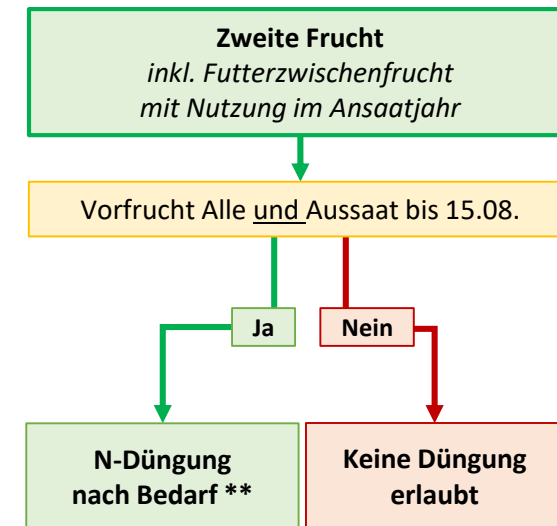 Zweite Frucht
inkl. Futterzwischenfrucht
mit Nutzung im Ansaatjahr
Vorfrucht Alle und Aussaat bis 15.08.
Ja
Nein
N-Düngung
nach Bedarf **
Keine Düngung
erlaubt